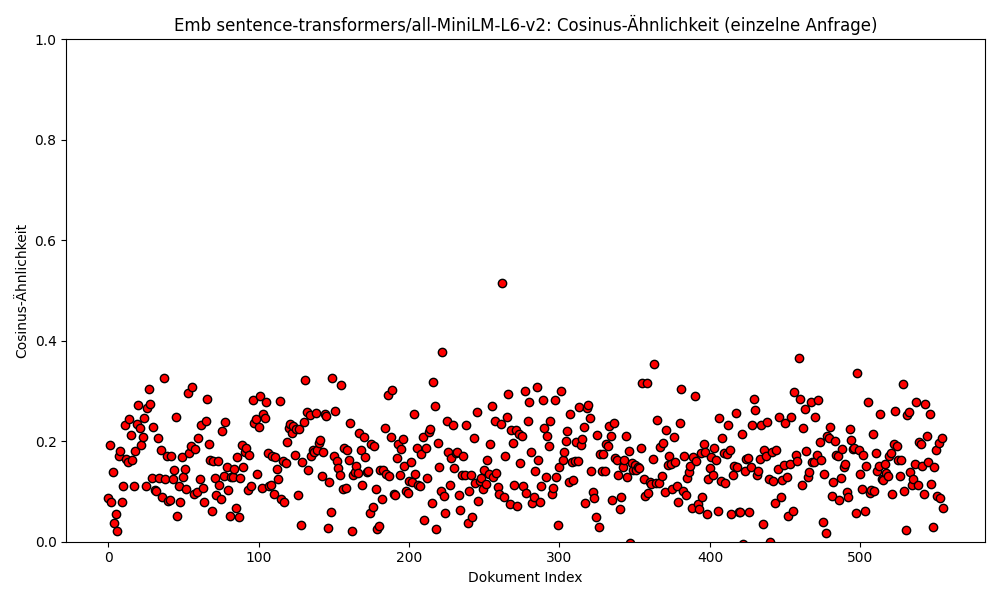 Emb sentence-transformers/all-MiniLM-L6-v2: Cosinus-Ähnlichkeit (einzelne Anfrage)
1.0
0.8
0.6
0.4
0.2
0.0
Cosinus-Ähnlichkeit
0 100 200 300 400 500
Dokument Index